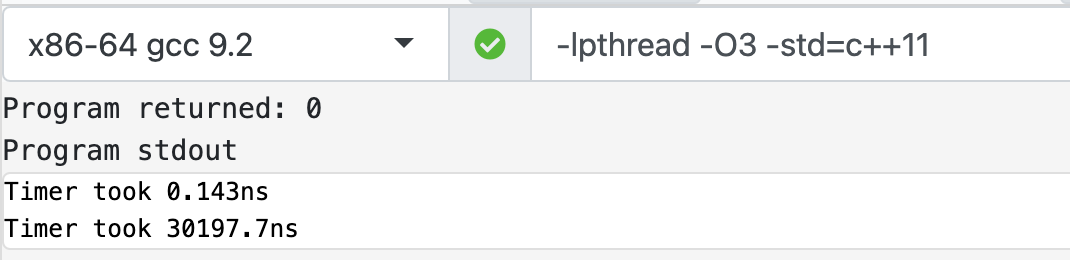 x86-64 gcc 9.2
-lpthread -O3 -std=c++11
Program returned: 0
Program stdout
Timer took 0.143ns
Timer took 30197.7ns